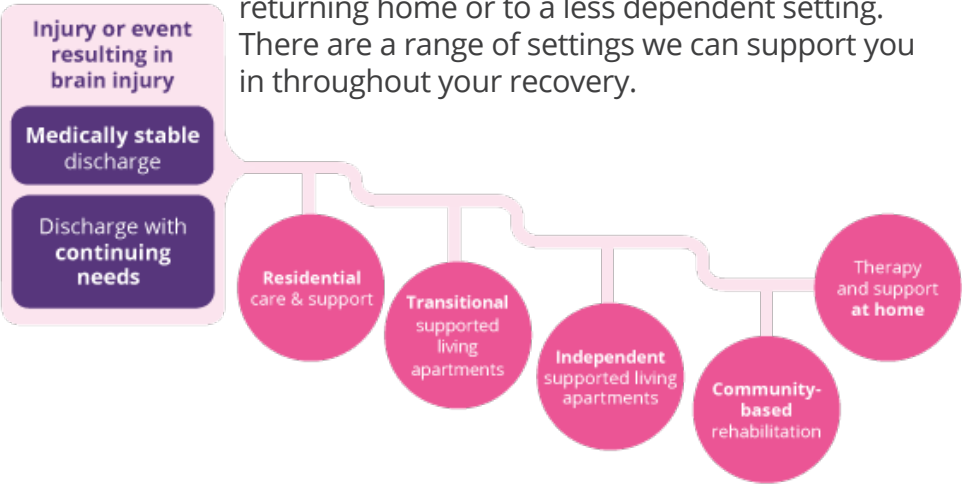 returning home or to a less dependent setting.
There are a range of settings we can support you
in throughout your recovery.
Injury or event
resulting in
brain injury
Medically stable
discharge
Discharge with
continuing
needs
Residential
care & support
Transitional
supported
living
apartments
Independent
supported living
apartments
Community-
based
rehabilitation
Therapy
and support
at home